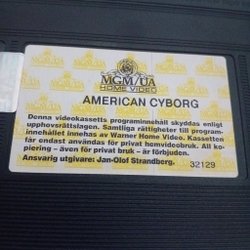 MGM/UA
HOME VIDEO
AMERICAN CYBORG
Denna videokassetts programinnehåll skyddas enligt
upphovsrättslagen. Samtliga rättigheter till program-
innehållet innehas av Warner Home Video. Kassetten
får endast användas för privat hemvideobruk. All ko-
piering – även för privat bruk – är förbjuden.
Ansvarig utgivare: Jan-Olof Strandberg.
32129